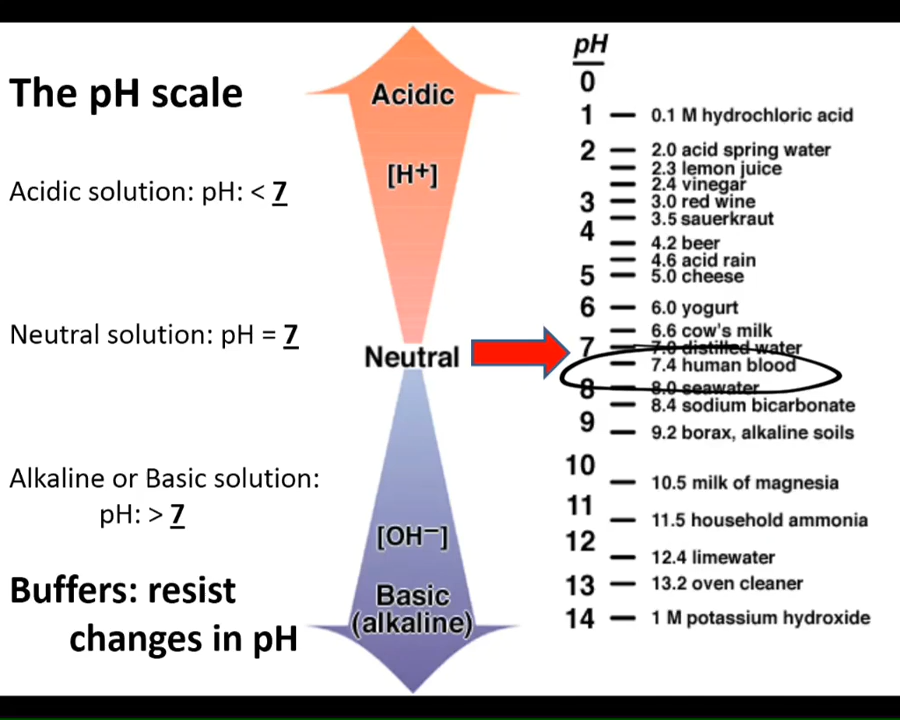 The pH scale
Acidic solution: pH: < 7
Neutral solution: pH = 7
Alkaline or Basic solution:
pH: > 7
Buffers: resist
changes in pH
Acidic
[H+]
Neutral
[OH−]
Basic
(alkaline)
pH
0
1 — 0.1 M hydrochloric acid
2 — 2.0 acid spring water
2.3 lemon juice
2.4 vinegar
3 — 3.0 red wine
3.5 sauerkraut
4
4.2 beer
4.6 acid rain
5 — 5.0 cheese
6 — 6.0 yogurt
6.6 cow's milk
7 — 7.0 distilled water
7.4 human blood
8 — 8.0 seawater
8.4 sodium bicarbonate
9
9.2 borax, alkaline soils
10
10.5 milk of magnesia
11
11.5 household ammonia
12
12.4 limewater
13 — 13.2 oven cleaner
14 — 1 M potassium hydroxide